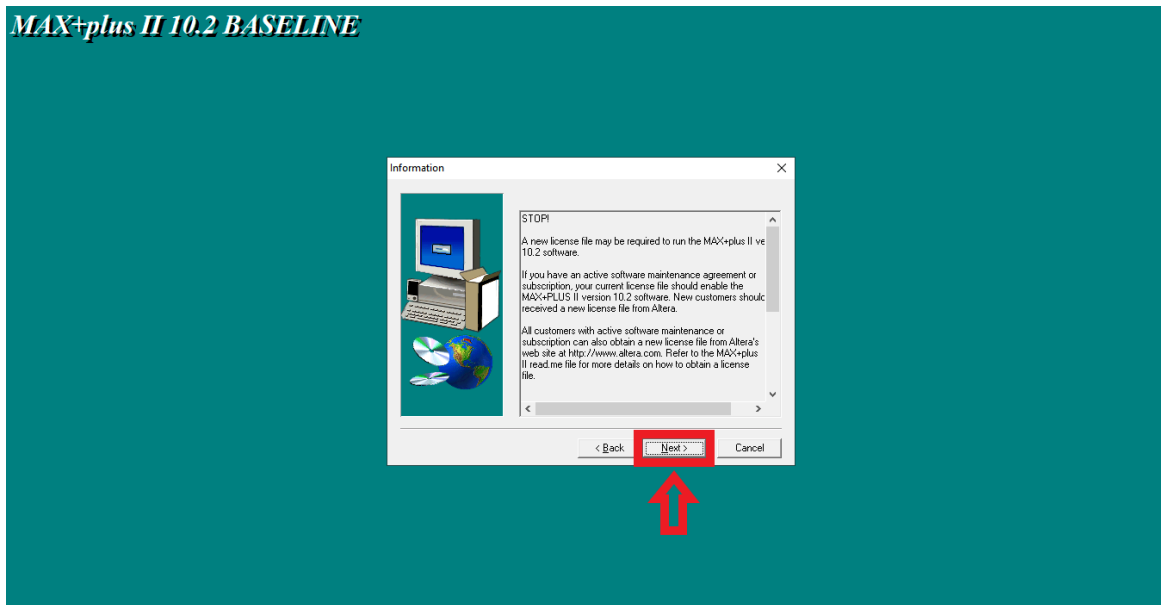 MAX+plus II 10.2 BASELINE
Information
STOP!
A new license file may be required to run the MAX+plus II ve
10.2 software.
If you have an active software maintenance agreement or
subscription, your current license file should enable the
MAX+PLUS II version 10.2 software. New customers should
received a new license file from Altera.
All customers with active software maintenance or
subscription can also obtain a new license file from Altera's
web site at http://www.altera.com. Refer to the MAX+plus
II read.me file for more details on how to obtain a license
file.
< Back
Next >
Cancel